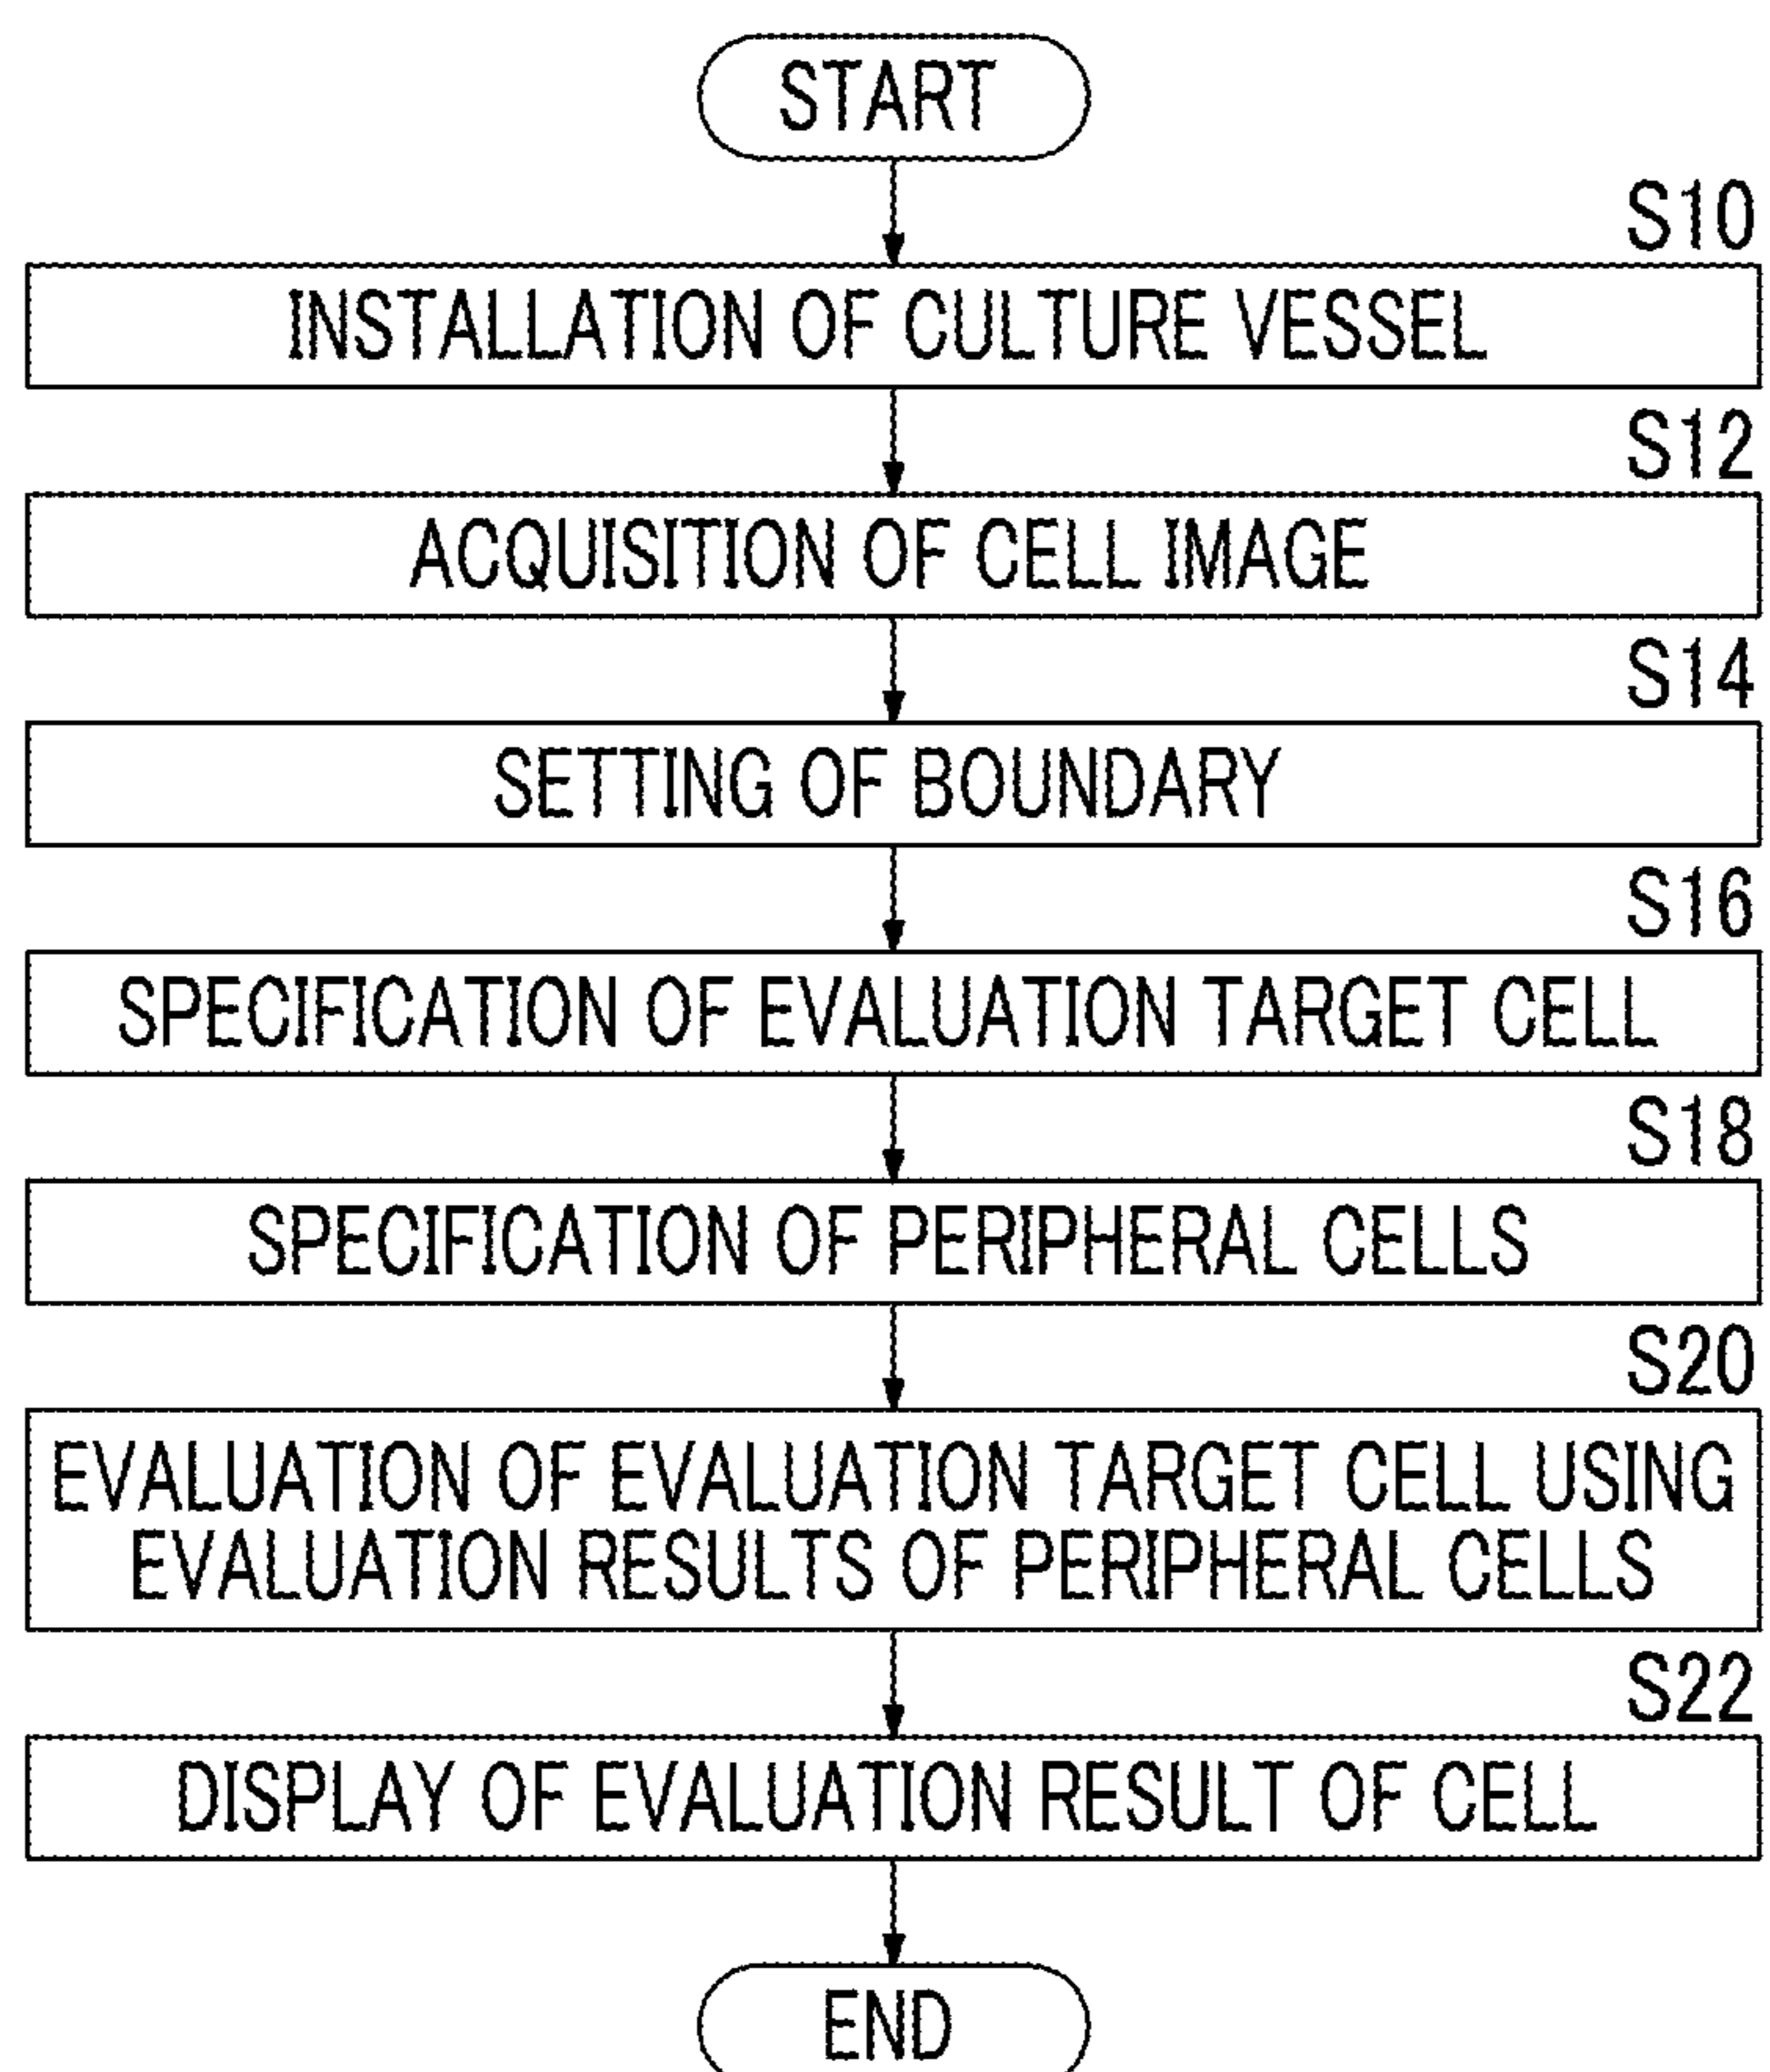 START
S10
INSTALLATION OF CULTURE VESSEL
S12
ACQUISITION OF CELL IMAGE
S14
SETTING OF BOUNDARY
S16
SPECIFICATION OF EVALUATION TARGET CELL
S18
SPECIFICATION OF PERIPHERAL CELLS
S20
EVALUATION OF EVALUATION TARGET CELL USING
EVALUATION RESULTS OF PERIPHERAL CELLS
S22
DISPLAY OF EVALUATION RESULT OF CELL
END